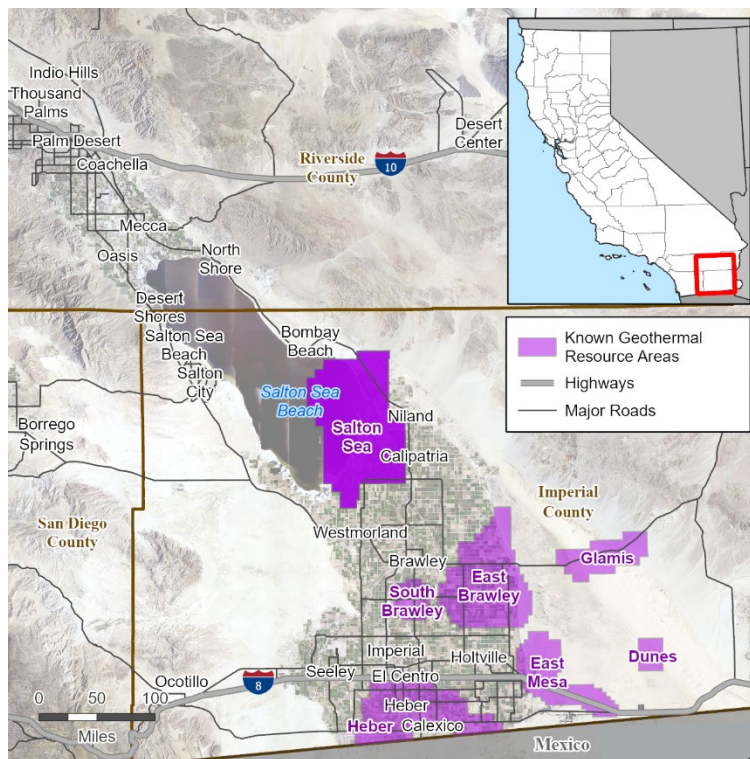 Indio Hills
Thousand
Palms
Palm Desert
Coachella
Desert
Center
Riverside
County
10
Mecca
Oasis
North
Shore
Desert
Shores
Salton Sea
Beach
Salton
City
Bombay
Beach
Salton Sea
Beach
Salton
Sea
Niland
Calipatria
Known Geothermal
Resource Areas
Highways
Major Roads
Borrego
Springs
San Diego
County
Imperial
County
Westmorland
Brawley
Glamis
South
Brawley
East
Brawley
Imperial
Holtville
Seeley
El Centro
East
Mesa
Dunes
Ocotillo
8
0 50 100
Miles
Heber
Heber
Calexico
Mexico